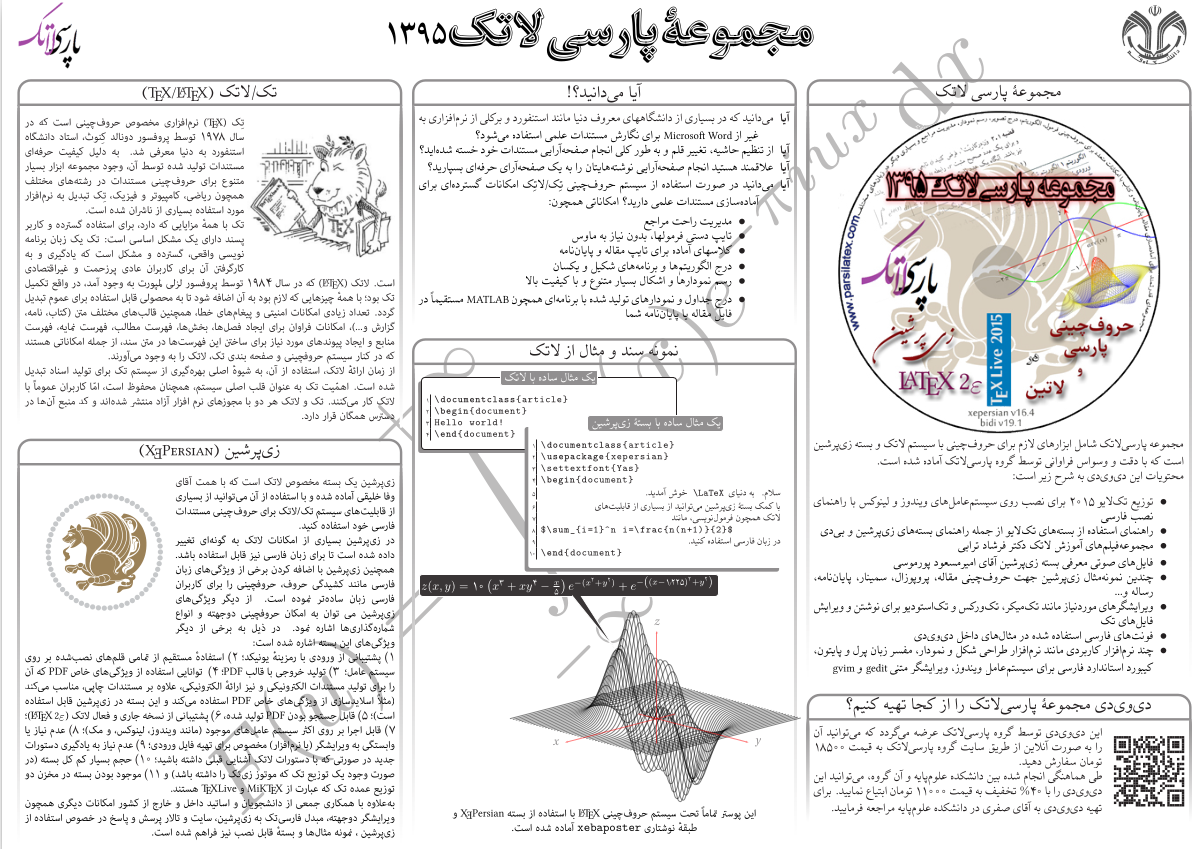 مجموعهٔ پارسی لاتک ۱۳۹۵
پارسی لاتک
مجموعهٔ پارسی لاتک
مجموعه پارسی‌لاتک ۱۳۹۵
www.parsilatex.com
پارسی لاتک
زی‌پرشین
حروف‌چینی
پارسی
و
لاتین
TEX Live 2015
LATEX 2ε
xepersian v16.4
bidi v19.1
مجموعه پارسی‌لاتک شامل ابزارهای لازم برای حروف‌چینی با سیستم لاتک و بسته زی‌پرشین
است که با دقت و وسواس فراوانی توسط گروه پارسی‌لاتک آماده شده است.
محتویات این دی‌وی‌دی به شرح زیر است:
• توزیع تک‌لایو ۲۰۱۵ برای نصب روی سیستم‌عامل‌های ویندوز و لینوکس با راهنمای
نصب فارسی
• راهنمای استفاده از بسته‌های تک‌لایو از جمله راهنمای بسته‌های زی‌پرشین و بی‌دی
• مجموعه‌فیلم‌های آموزش لاتک دکتر فرشاد ترابی
• فایل‌های صوتی معرفی بسته زی‌پرشین آقای امیرمسعود پورموسی
• چندین نمونه‌مثال زی‌پرشین جهت حروف‌چینی مقاله، پروپوزال، سمینار، پایان‌نامه،
رساله و...
• ویرایشگرهای موردنیاز مانند تک‌میکر، تک‌ورکس و تک‌استودیو برای نوشتن و ویرایش
فایل‌های تک
• فونت‌های فارسی استفاده شده در مثال‌های داخل دی‌وی‌دی
• چند نرم‌افزار کاربردی مانند نرم‌افزار طراحی شکل و نمودار، مفسر زبان پرل و پایتون،
کیبورد استاندارد فارسی برای سیستم‌عامل ویندوز، ویرایشگر متنی gedit و gvim
دی‌وی‌دی مجموعهٔ پارسی‌لاتک را از کجا تهیه کنیم؟
این دی‌وی‌دی توسط گروه پارسی‌لاتک عرضه می‌گردد که می‌توانید آن
را به صورت آنلاین از طریق سایت گروه پارسی‌لاتک به قیمت ۱۸۵۰۰
تومان سفارش دهید.
طی هماهنگی انجام شده بین دانشکده علوم‌پایه و آن گروه، می‌توانید این
دی‌وی‌دی را با ۴۰% تخفیف به قیمت ۱۱۰۰۰ تومان ابتیاع نمایید. برای
تهیه دی‌وی‌دی به آقای صفری در دانشکده علوم‌پایه مراجعه فرمایید.
آیا می‌دانید؟!
آیا می‌دانید که در بسیاری از دانشگاههای معروف دنیا مانند استنفورد و برکلی از نرم‌افزاری به
غیر از Microsoft Word برای نگارش مستندات علمی استفاده می‌شود؟
آیا از تنظیم حاشیه، تغییر قلم و به طور کلی انجام صفحه‌آرایی مستندات خود خسته شده‌اید؟
آیا علاقمند هستید انجام صفحه‌آرایی نوشته‌هایتان را به یک صفحه‌آرای حرفه‌ای بسپارید؟
آیا می‌دانید در صورت استفاده از سیستم حروف‌چینی تِک/لاتِک امکانات گسترده‌ای برای
آماده‌سازی مستندات علمی دارید؟ امکاناتی همچون:
• مدیریت راحت مراجع
• تایپ دستی فرمولها، بدون نیاز به ماوس
• کلاسهای آماده برای تایپ مقاله و پایان‌نامه
• درج الگوریتم‌ها و برنامه‌های شکیل و یکسان
• رسم نمودارها و اشکال بسیار متنوع و با کیفیت بالا
• درج جداول و نمودارهای تولید شده با برنامه‌ای همچون MATLAB مستقیماً در
فایل مقاله یا پایان‌نامه شما
نمونه سند و مثال از لاتک
یک مثال ساده با لاتک
۱ \documentclass{article}
۲ \begin{document}
۳ Hello world!
۴ \end{document}
یک مثال ساده با بستهٔ زی‌پرشین
۱ \documentclass{article}
۲ \usepackage{xepersian}
۳ \settextfont{Yas}
۴ \begin{document}
۵ سلام. به دنیای \LaTeX خوش آمدید.
۶ با کمک بستهٔ زی‌پرشین می‌توانید از بسیاری از قابلیت‌های
۷ لاتک همچون فرمول‌نویسی، مانند
۸ $\sum_{i=1}^n i=\frac{n(n+1)}{2}$
۹ در زبان فارسی استفاده کنید.
۱۰ \end{document}
z(x, y) = ۱۰ (x^۳ + xy^۴ − x/۵) e^−(x^۲+y^۲) + e^−((x−۱/۲۲۵)^۲+y^۲)
z
x
y
این پوستر تماماً تحت سیستم حروف‌چینی LATEX با استفاده از بسته XePersian و
طبقهٔ نوشتاری xebaposter آماده شده است.
تک/لاتک (TEX/LATEX)
تِک (TEX) نرم‌افزاری مخصوص حروف‌چینی است که در
سال ۱۹۷۸ توسط پروفسور دونالد کِنوث، استاد دانشگاه
استنفورد به دنیا معرفی شد. به دلیل کیفیت حرفه‌ای
مستندات تولید شده توسط آن، وجود مجموعه ابزار بسیار
متنوع برای حروف‌چینی مستندات در رشته‌های مختلف
همچون ریاضی، کامپیوتر و فیزیک، تِک تبدیل به نرم‌افزار
مورد استفاده بسیاری از ناشران شده است.
تک با همهٔ مزایایی که دارد، برای استفاده گسترده و کاربر
پسند دارای یک مشکل اساسی است: تک یک زبان برنامه
نویسی واقعی، گسترده و مشکل است که یادگیری و به
کارگرفتن آن برای کاربران عادی پرزحمت و غیراقتصادی
است. لاتک (LATEX) که در سال ۱۹۸۴ توسط پروفسور لزلی لمپورت به وجود آمد، در واقع تکمیل
تک بود؛ با همهٔ چیزهایی که لازم بود به آن اضافه شود تا به محصولی قابل استفاده برای عموم تبدیل
گردد. تعداد زیادی امکانات امنیتی و پیغام‌های خطا، همچنین قالب‌های مختلف متن (کتاب، نامه،
گزارش و...)، امکانات فراوان برای ایجاد فصل‌ها، بخش‌ها، فهرست مطالب، فهرست نمایه، فهرست
منابع و ایجاد پیوندهای مورد نیاز برای ساختن این فهرست‌ها در متن سند، از جمله امکاناتی هستند
که در کنار سیستم حروفچینی و صفحه بندی تک، لاتک را به وجود می‌آورند.
از زمان ارائهٔ لاتک، استفاده از آن، به شیوهٔ اصلی بهره‌گیری از سیستم تک برای تولید اسناد تبدیل
شده است. اهمّیت تک به عنوان قلب اصلی سیستم، همچنان محفوظ است، امّا کاربران عموماً با
لاتک کار می‌کنند. تک و لاتک هر دو با مجوزهای نرم افزار آزاد منتشر شده‌اند و کد منبع آن‌ها در
دسترس همگان قرار دارد.
زی‌پرشین (XƎPERSIAN)
زی‌پرشین یک بسته مخصوص لاتک است که با همت آقای
وفا خلیقی آماده شده و با استفاده از آن می‌توانید از بسیاری
از قابلیت‌های سیستم تک/لاتک برای حروف‌چینی مستندات
فارسی خود استفاده کنید.
در زی‌پرشین بسیاری از امکانات لاتک به گونه‌ای تغییر
داده شده است تا برای زبان فارسی نیز قابل استفاده باشد.
همچنین زی‌پرشین با اضافه کردن برخی از ویژگی‌های زبان
فارسی مانند کشیدگی حروف، حروفچینی را برای کاربران
فارسی زبان ساده‌تر نموده است. از دیگر ویژگی‌های
زی‌پرشین می توان به امکان حروفچینی دوجهته و انواع
شماره‌گذاری‌ها اشاره نمود. در ذیل به برخی از دیگر
ویژگی‌های این بسته اشاره شده است:
۱) پشتیبانی از ورودی با رمزینهٔ یونیکد؛ ۲) استفادهٔ مستقیم از تمامی قلم‌های نصب‌شده بر روی
سیستم عامل؛ ۳) تولید خروجی با قالب PDF؛ ۴) توانایی استفاده از ویژگی‌های خاص PDF که آن
را برای تولید مستندات الکترونیکی و نیز ارائهٔ الکترونیکی، علاوه بر مستندات چاپی، مناسب می‌کند
(مثلاً اسلایدسازی از ویژگی‌های خاص PDF استفاده می‌کند و این بسته در زی‌پرشین قابل استفاده
است)؛ ۵) قابل جستجو بودن PDF تولید شده، ۶) پشتیبانی از نسخه جاری و فعال لاتک (LATEX 2ε)؛
۷) قابل اجرا بر روی اکثر سیستم عامل‌های موجود (مانند ویندوز، لینوکس، و مک)؛ ۸) عدم نیاز یا
وابستگی به ویرایشگر (یا نرم‌افزار) مخصوص برای تهیه فایل ورودی؛ ۹) عدم نیاز به یادگیری دستورات
جدید در صورتی که با دستورات لاتک آشنایی قبلی داشته باشید؛ ۱۰) حجم بسیار کم کل بسته (در
صورت وجود یک توزیع تک که موتور زی‌تک را داشته باشد) و ۱۱) موجود بودن بسته در مخزن دو
توزیع عمده تک که عبارت از MiKTEX و TEXLive هستند.
به‌علاوه با همکاری جمعی از دانشجویان و اساتید داخل و خارج از کشور امکانات دیگری همچون
ویرایشگر دوجهته، مبدل فارسی‌تک به زی‌پرشین، سایت و تالار پرسش و پاسخ در خصوص استفاده از
زی‌پرشین ، نمونه مثال‌ها و بستهٔ قابل نصب نیز فراهم شده است.